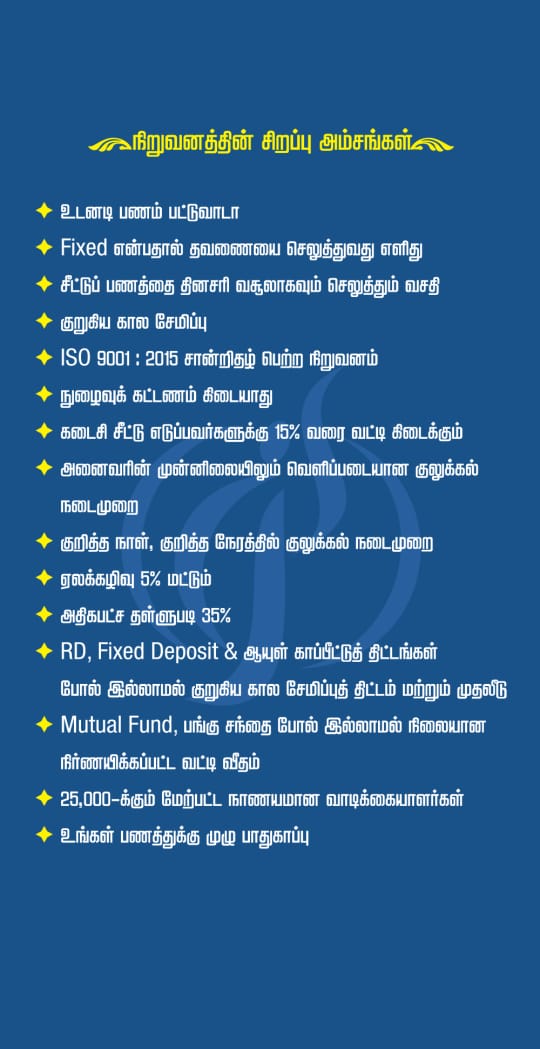 நிறுவனத்தின் சிறப்பு அம்சங்கள்
உடனடி பணம் பட்டுவாடா
Fixed என்பதால் தவணையை செலுத்துவது எளிது
சீட்டுப் பணத்தை தினசரி வசூலாகவும் செலுத்தும் வசதி
குறுகிய கால சேமிப்பு
ISO 9001 : 2015 சான்றிதழ் பெற்ற நிறுவனம்
நுழைவுக் கட்டணம் கிடையாது
கடைசி சீட்டு எடுப்பவர்களுக்கு 15% வரை வட்டி கிடைக்கும்
அனைவரின் முன்னிலையிலும் வெளிப்படையான குலுக்கல்
நடைமுறை
குறித்த நாள், குறித்த நேரத்தில் குலுக்கல் நடைமுறை
ஏலக்கழிவு 5% மட்டும்
அதிகபட்ச தள்ளுபடி 35%
RD, Fixed Deposit & ஆயுள் காப்பீட்டுத் திட்டங்கள்
போல் இல்லாமல் குறுகிய கால சேமிப்புத் திட்டம் மற்றும் முதலீடு
Mutual Fund, பங்கு சந்தை போல் இல்லாமல் நிலையான
நிர்ணயிக்கப்பட்ட வட்டி வீதம்
25,000-க்கும் மேற்பட்ட நாணயமான வாடிக்கையாளர்கள்
உங்கள் பணத்துக்கு முழு பாதுகாப்பு